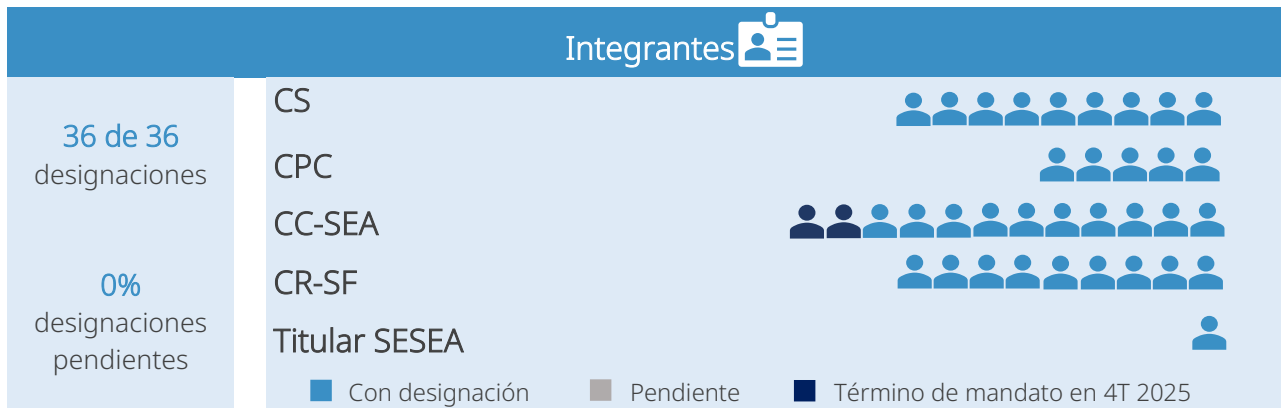 Integrantes
36 de 36
designaciones
0%
designaciones
pendientes
CS
CPC
CC-SEA
CR-SF
Titular SESEA
Con designación
Pendiente
Término de mandato en 4T 2025